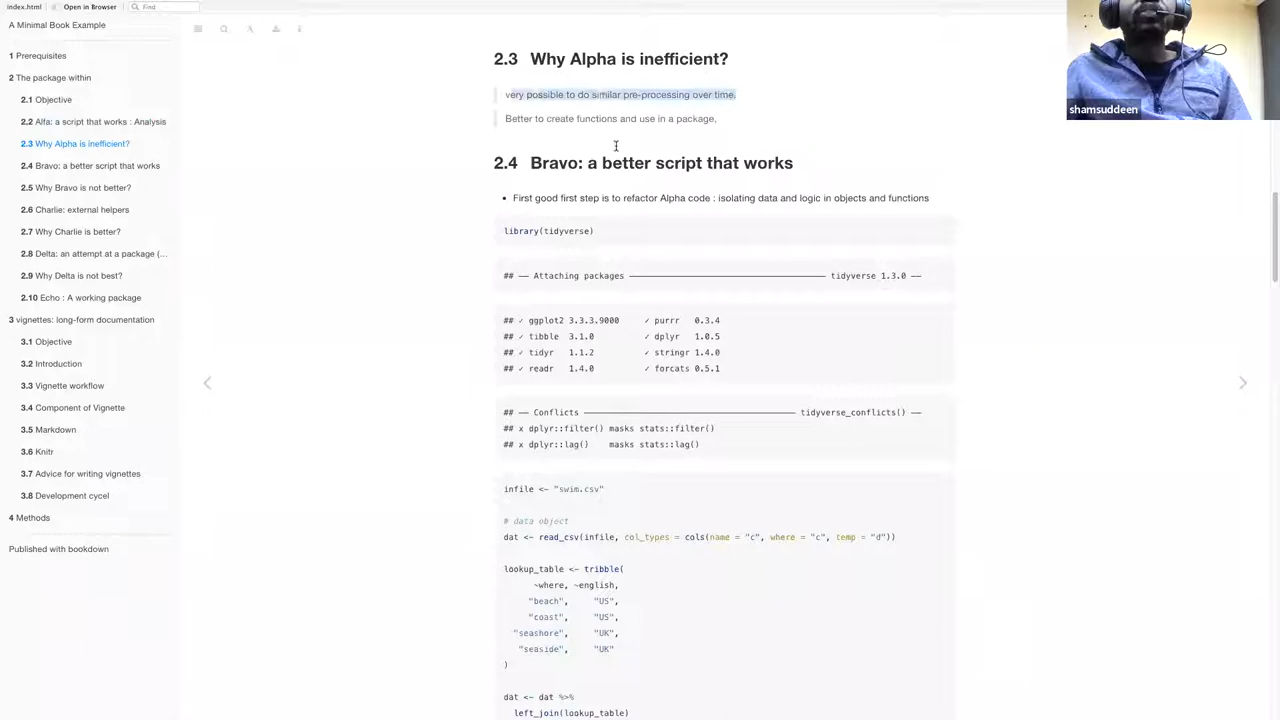 index.html
Open in Browser
Find
A Minimal Book Example
1 Prerequisites
2 The package within
2.1 Objective
2.2 Alfa: a script that works : Analysis
2.3 Why Alpha is inefficient?
2.4 Bravo: a better script that works
2.5 Why Bravo is not better?
2.6 Charlie: external helpers
2.7 Why Charlie is better?
2.8 Delta: an attempt at a package (...
2.9 Why Delta is not best?
2.10 Echo : A working package
3 vignettes: long-form documentation
3.1 Objective
3.2 Introduction
3.3 Vignette workflow
3.4 Component of Vignette
3.5 Markdown
3.6 Knitr
3.7 Advice for writing vignettes
3.8 Development cycel
4 Methods
Published with bookdown
2.3 Why Alpha is inefficient?
very possible to do similar pre-processing over time.
Better to create functions and use in a package,
2.4 Bravo: a better script that works
• First good first step is to refactor Alpha code : isolating data and logic in objects and functions
library(tidyverse)
## ── Attaching packages ─────────────────────────────────────── tidyverse 1.3.0 ──
## ✓ ggplot2 3.3.3.9000     ✓ purrr   0.3.4
## ✓ tibble  3.1.0          ✓ dplyr   1.0.5
## ✓ tidyr   1.1.2          ✓ stringr 1.4.0
## ✓ readr   1.4.0          ✓ forcats 0.5.1
## ── Conflicts ────────────────────────────────────────── tidyverse_conflicts() ──
## x dplyr::filter() masks stats::filter()
## x dplyr::lag()    masks stats::lag()
infile <- "swim.csv"
# data object
dat <- read_csv(infile, col_types = cols(name = "c", where = "c", temp = "d"))
lookup_table <- tribble(
~where, ~english,
"beach",     "US",
"coast",     "US",
"seashore",     "UK",
"seaside",     "UK"
)
dat <- dat %>%
left_join(lookup_table)
shamsuddeen